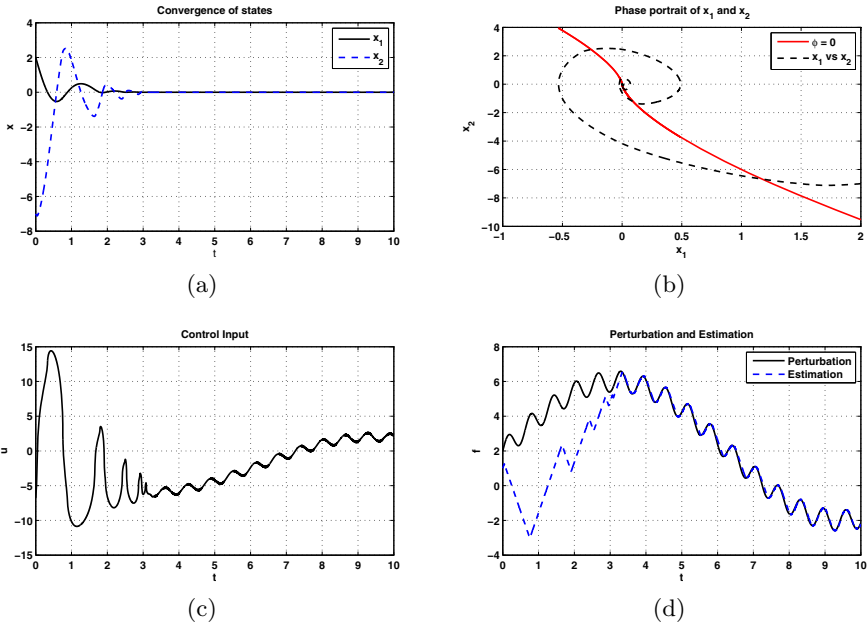 Convergence of states
x
4
2
0
−2
−4
−6
−8
0 1 2 3 4 5 6 7 8 9 10
t
x1
x2
(a)
Phase portrait of x1 and x2
x2
4
2
0
−2
−4
−6
−8
−10
−1 −0.5 0 0.5 1 1.5 2
x1
ϕ = 0
x1 vs x2
(b)
Control Input
u
15
10
5
0
−5
−10
−15
0 1 2 3 4 5 6 7 8 9 10
t
(c)
Perturbation and Estimation
f
8
6
4
2
0
−2
−4
0 1 2 3 4 5 6 7 8 9 10
t
Perturbation
Estimation
(d)